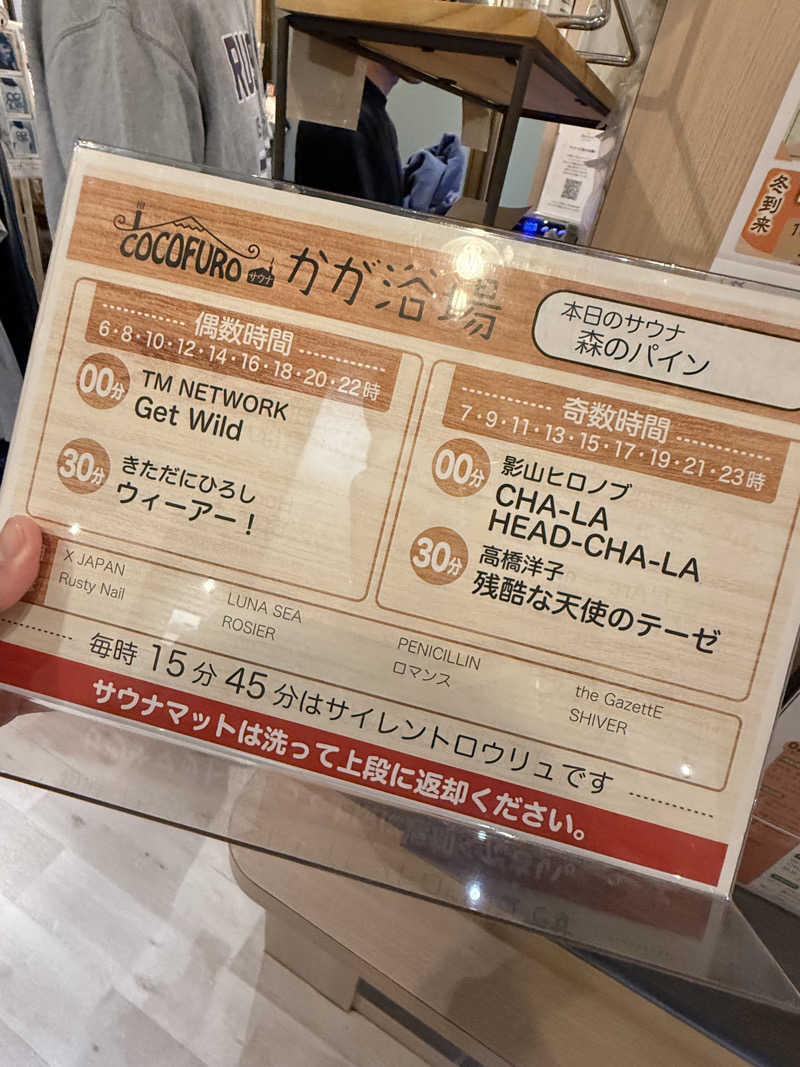 COCOFURO
サウナ
かが浴場
本日のサウナ
森のパイン
偶数時間
6・8・10・12・14・16・18・20・22時
00分
TM NETWORK
Get Wild
30分
きただにひろし
ウィーアー！
奇数時間
7・9・11・13・15・17・19・21・23時
00分
影山ヒロノブ
CHA-LA
HEAD-CHA-LA
30分
高橋洋子
残酷な天使のテーゼ
X JAPAN
Rusty Nail
LUNA SEA
ROSIER
PENICILLIN
ロマンス
the GazettE
SHIVER
毎時 15分 45分はサイレントロウリュです
サウナマットは洗って上段に返却ください。
冬到来